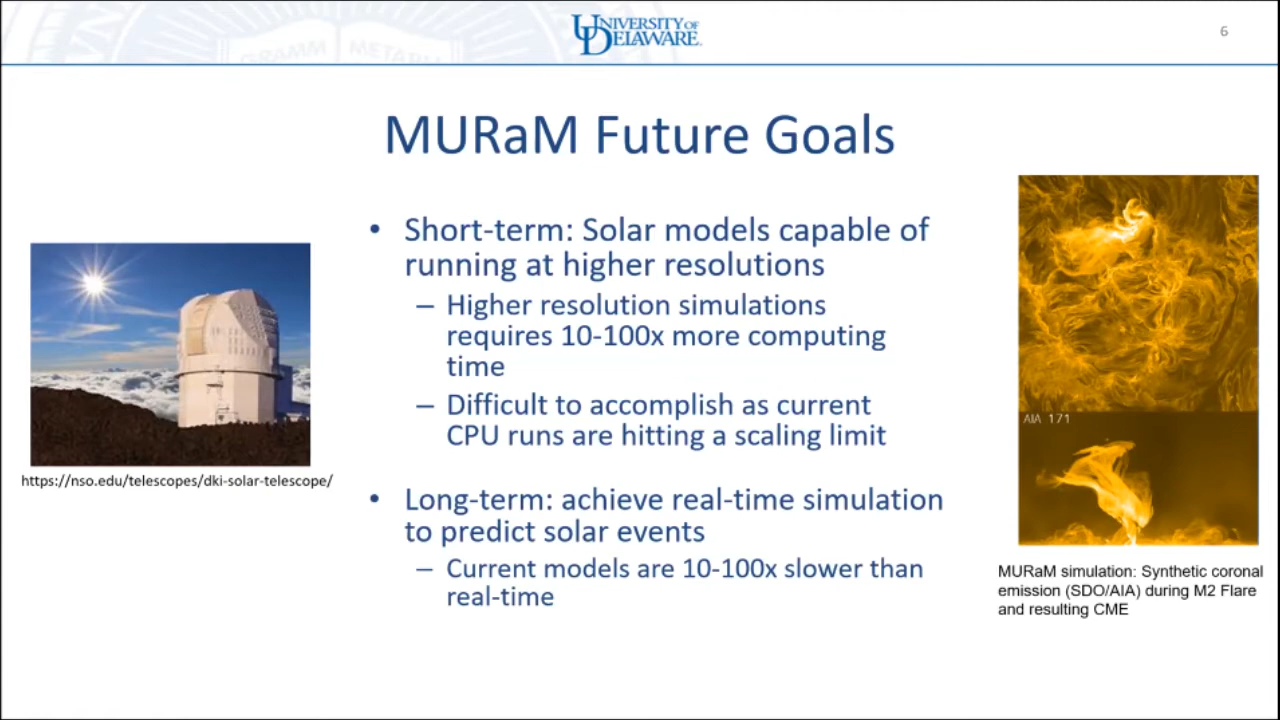 UNIVERSITY OF
DELAWARE.
6
GRAMM METAPH
MURaM Future Goals
• Short-term: Solar models capable of
running at higher resolutions
– Higher resolution simulations
requires 10-100x more computing
time
– Difficult to accomplish as current
CPU runs are hitting a scaling limit
• Long-term: achieve real-time simulation
to predict solar events
– Current models are 10-100x slower than
real-time
https://nso.edu/telescopes/dki-solar-telescope/
AIA 171
MURaM simulation: Synthetic coronal
emission (SDO/AIA) during M2 Flare
and resulting CME